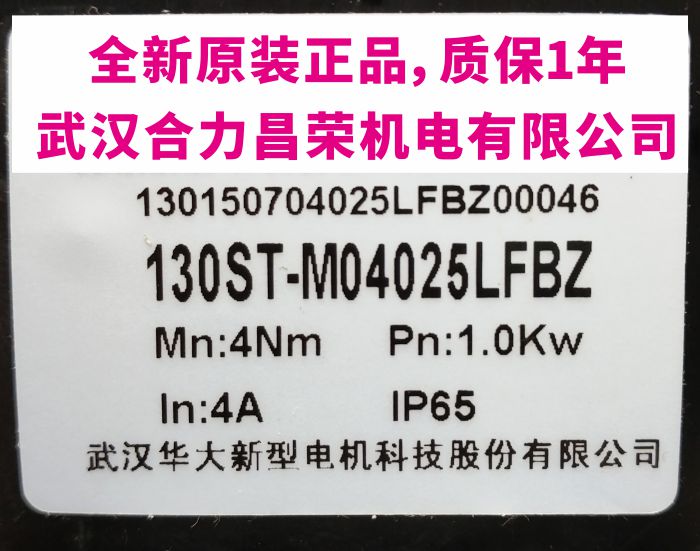 全新原装正品，质保1年
武汉合力昌荣机电有限公司
130150704025LFBZ00046
130ST-M04025LFBZ
Mn:4Nm Pn:1.0Kw
In:4A IP65
武汉华大新型电机科技股份有限公司